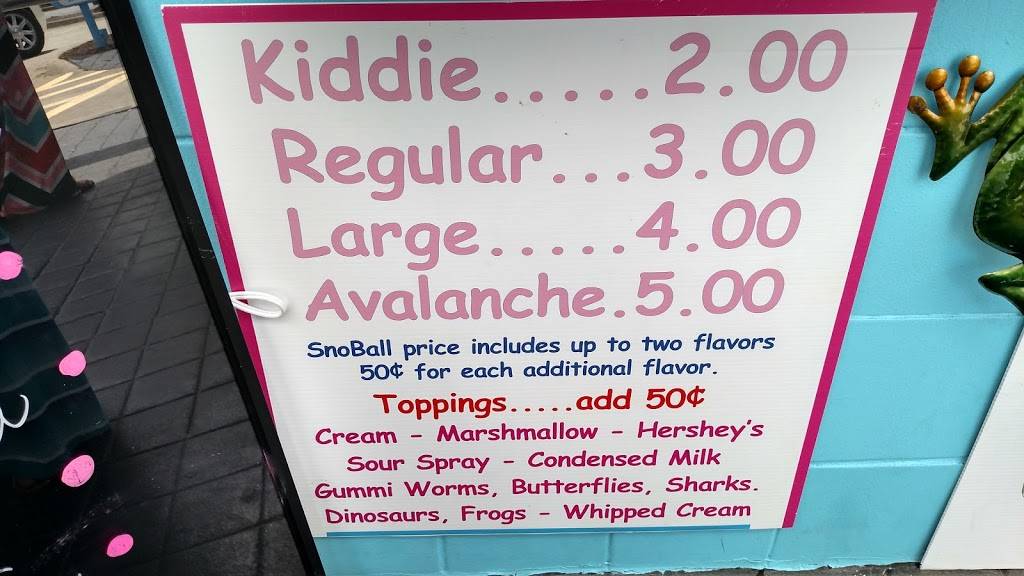 Kiddie.....2.00
Regular...3.00
Large.....4.00
Avalanche.5.00
SnoBall price includes up to two flavors
50¢ for each additional flavor.
Toppings.....add 50¢
Cream - Marshmallow - Hershey's
Sour Spray - Condensed Milk
Gummi Worms, Butterflies, Sharks.
Dinosaurs, Frogs - Whipped Cream